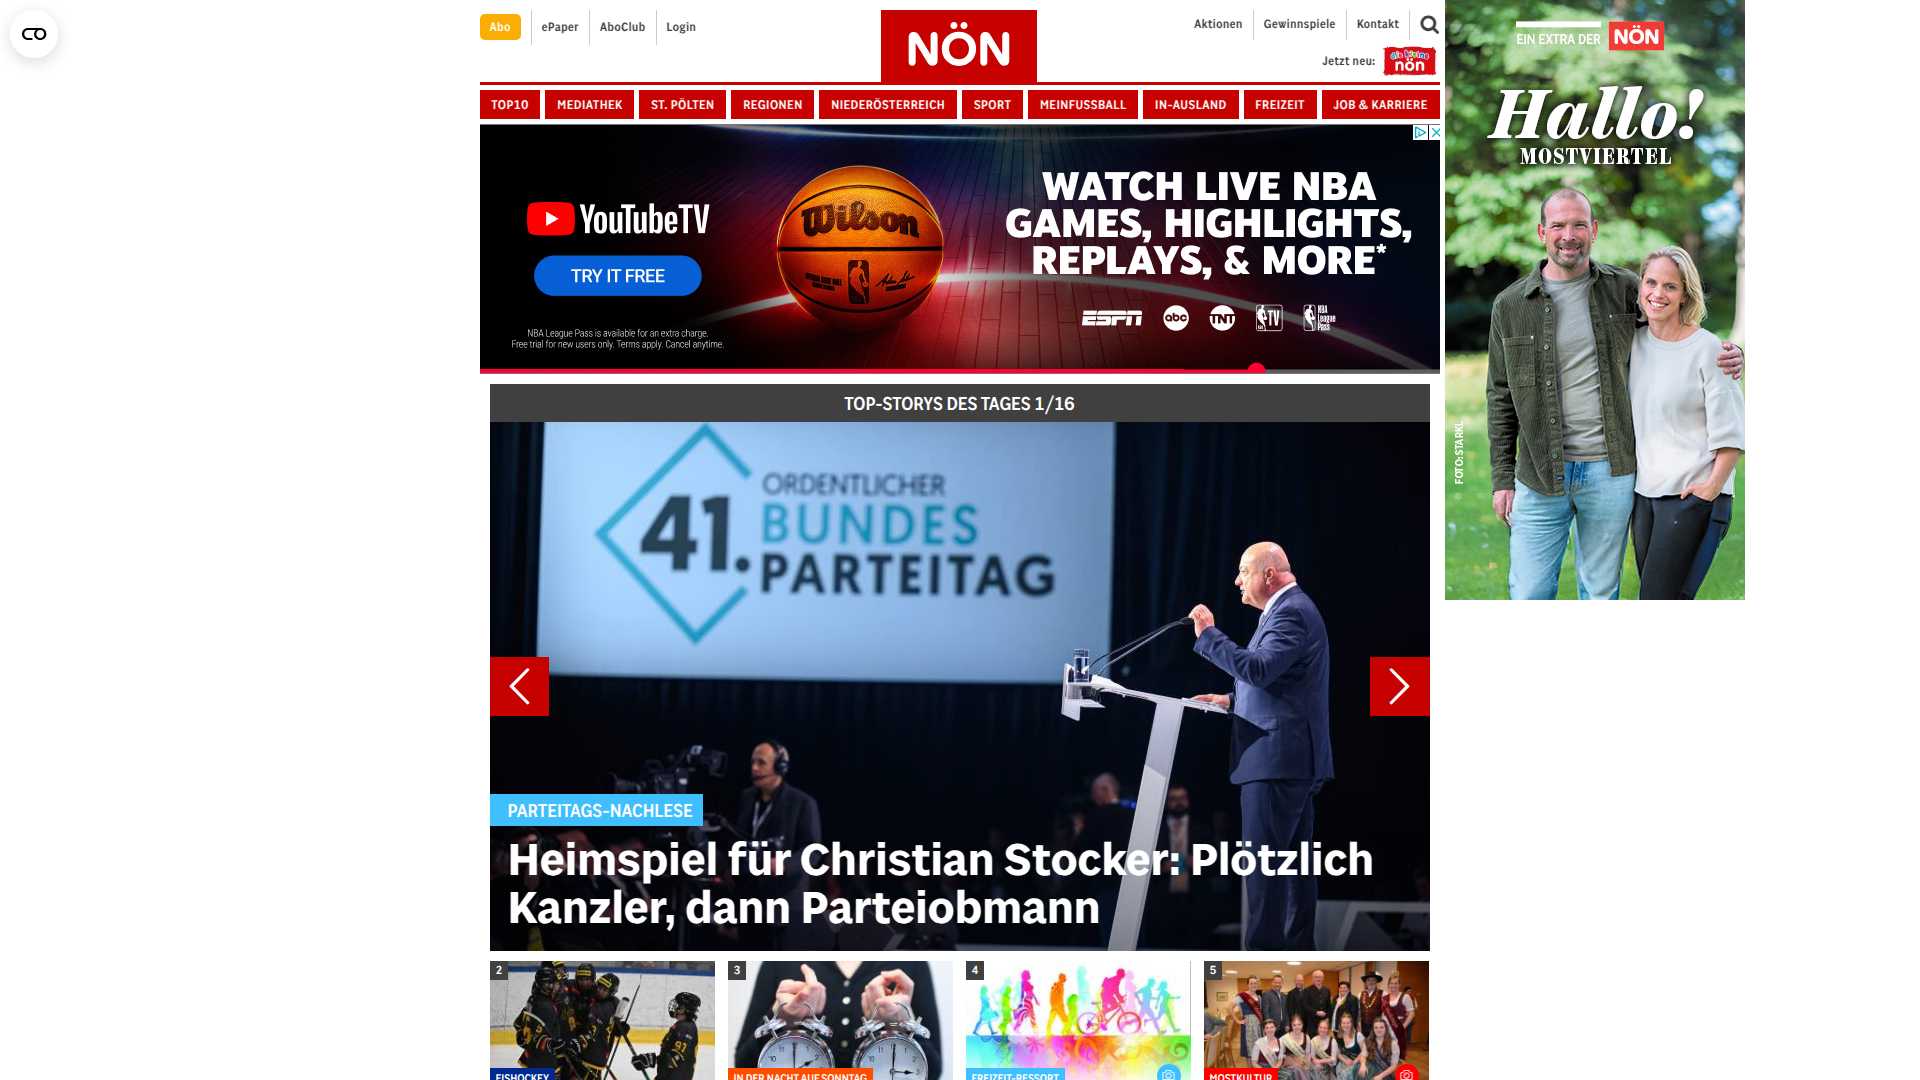 Abo
ePaper
AboClub
Login
NÖN
Aktionen
Gewinnspiele
Kontakt
Jetzt neu:
die kleine
nön
TOP10
MEDIATHEK
ST. PÖLTEN
REGIONEN
NIEDERÖSTERREICH
SPORT
MEINFUSSBALL
IN-AUSLAND
FREIZEIT
JOB & KARRIERE
YouTubeTV
TRY IT FREE
NBA League Pass is available for an extra charge.
Free trial for new users only. Terms apply. Cancel anytime.
Wilson
WATCH LIVE NBA
GAMES, HIGHLIGHTS,
REPLAYS, & MORE*
ESPN
abc
TNT
TV
NBA
League
Pass
EIN EXTRA DER
NÖN
Hallo!
MOSTVIERTEL
FOTO: STARKL
TOP-STORYS DES TAGES 1/16
ORDENTLICHER
41. BUNDES
PARTEITAG
PARTEITAGS-NACHLESE
Heimspiel für Christian Stocker: Plötzlich
Kanzler, dann Parteiobmann
2
3
4
5
EISHOCKEY
IN DER NACHT AUF SONNTAG
FREIZEIT-RESSORT
MOSTKULTUR